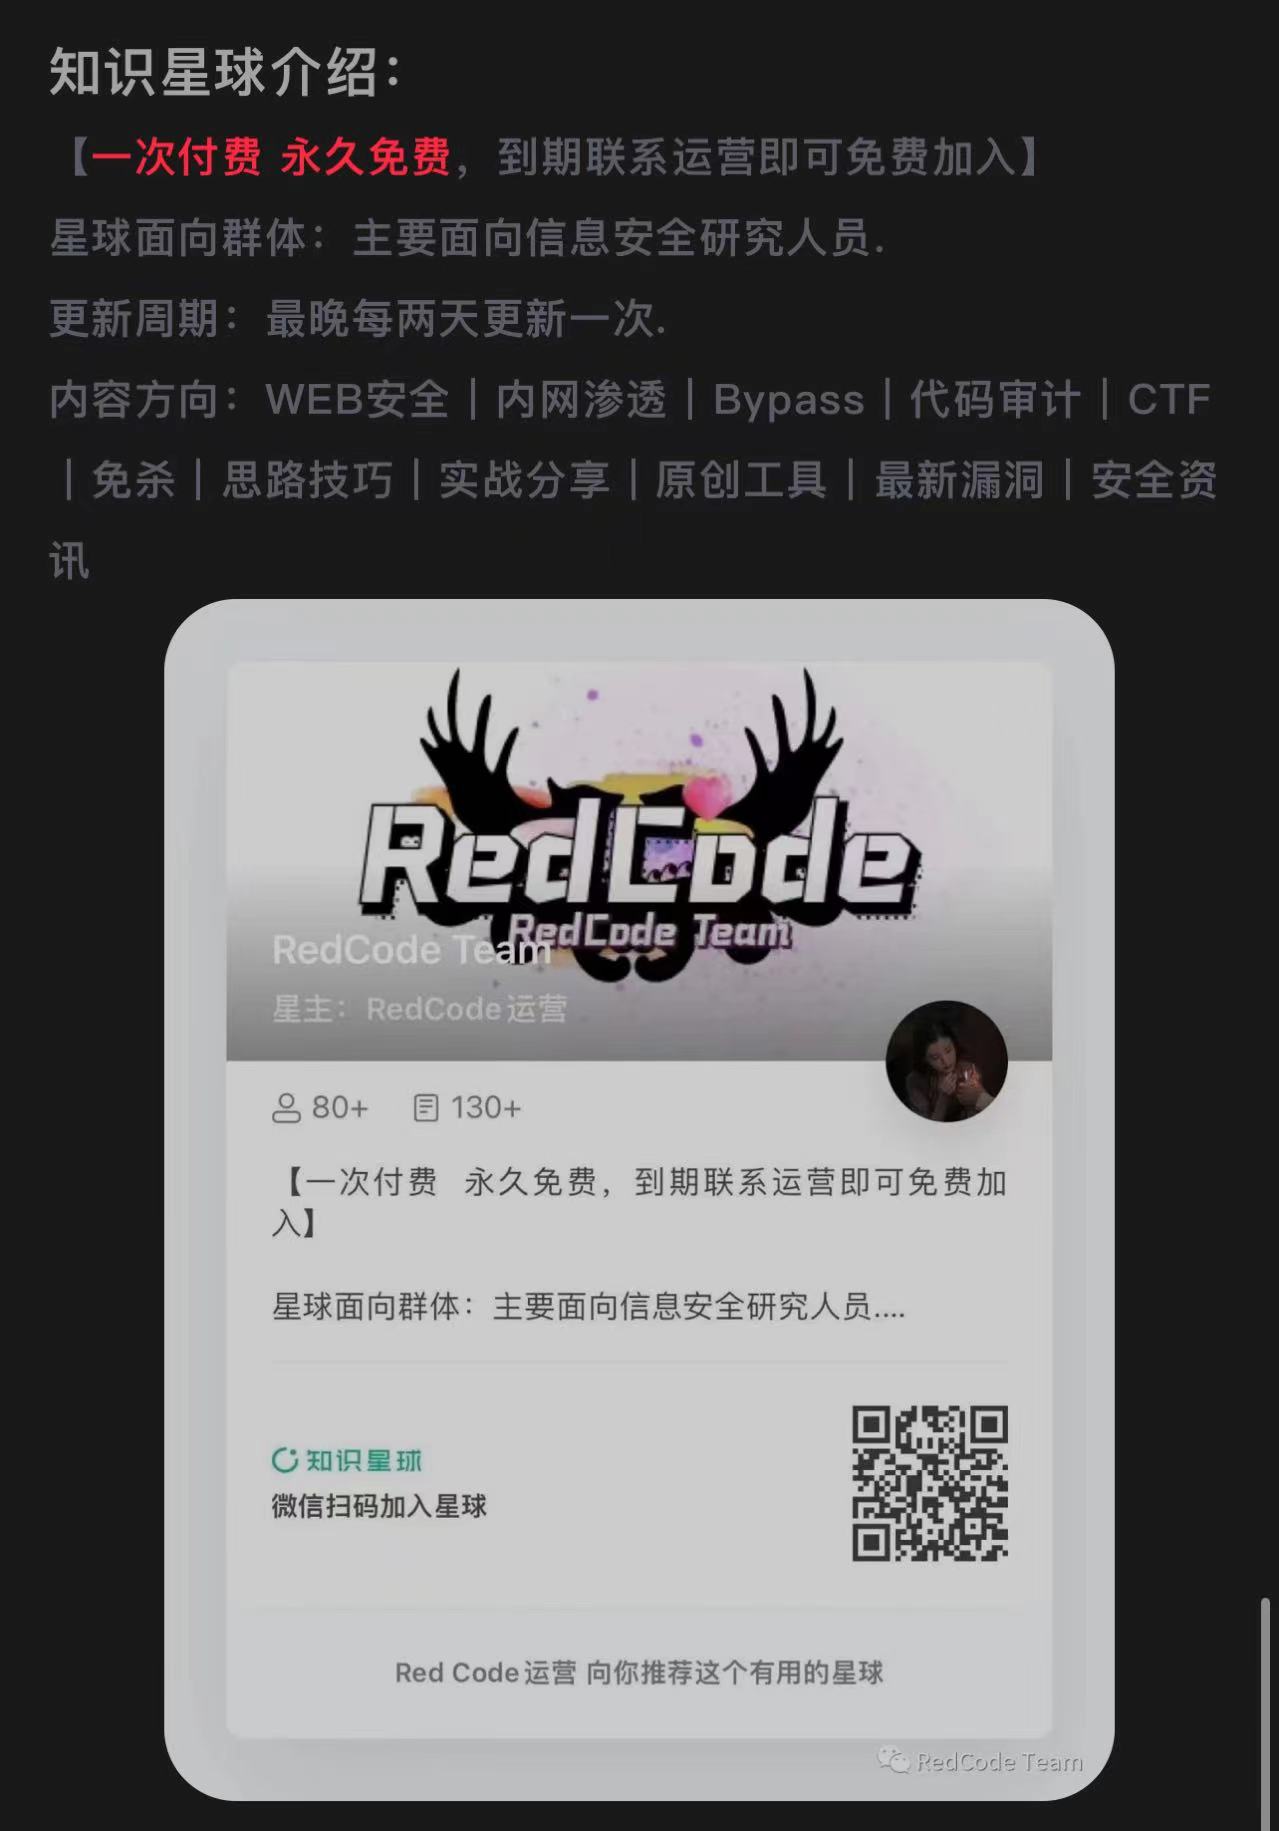 知识星球介绍：
【一次付费 永久免费，到期联系运营即可免费加入】
星球面向群体：主要面向信息安全研究人员.
更新周期：最晚每两天更新一次.
内容方向：WEB安全｜内网渗透｜Bypass｜代码审计｜CTF
｜免杀｜思路技巧｜实战分享｜原创工具｜最新漏洞｜安全资
讯
RedCode
RedCode Team
RedCode Team
星主：RedCode运营
80+ 130+
【一次付费 永久免费，到期联系运营即可免费加
入】
星球面向群体：主要面向信息安全研究人员....
知识星球
微信扫码加入星球
Red Code运营 向你推荐这个有用的星球
RedCode Team